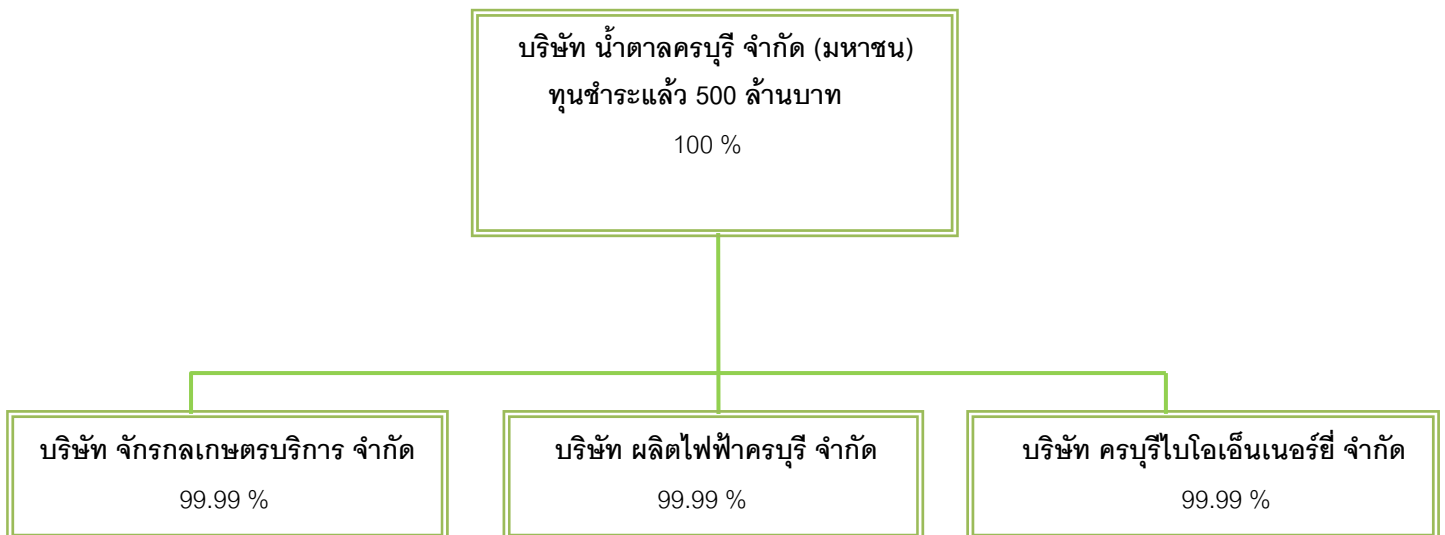 บริษัท น้ำตาลครบุรี จำกัด (มหาชน)
ทุนชำระแล้ว 500 ล้านบาท
100 %
บริษัท จักรกลเกษตรบริการ จำกัด
99.99 %
บริษัท ผลิตไฟฟ้าครบุรี จำกัด
99.99 %
บริษัท ครบุรีไบโอเอ็นเนอร์ยี่ จำกัด
99.99 %